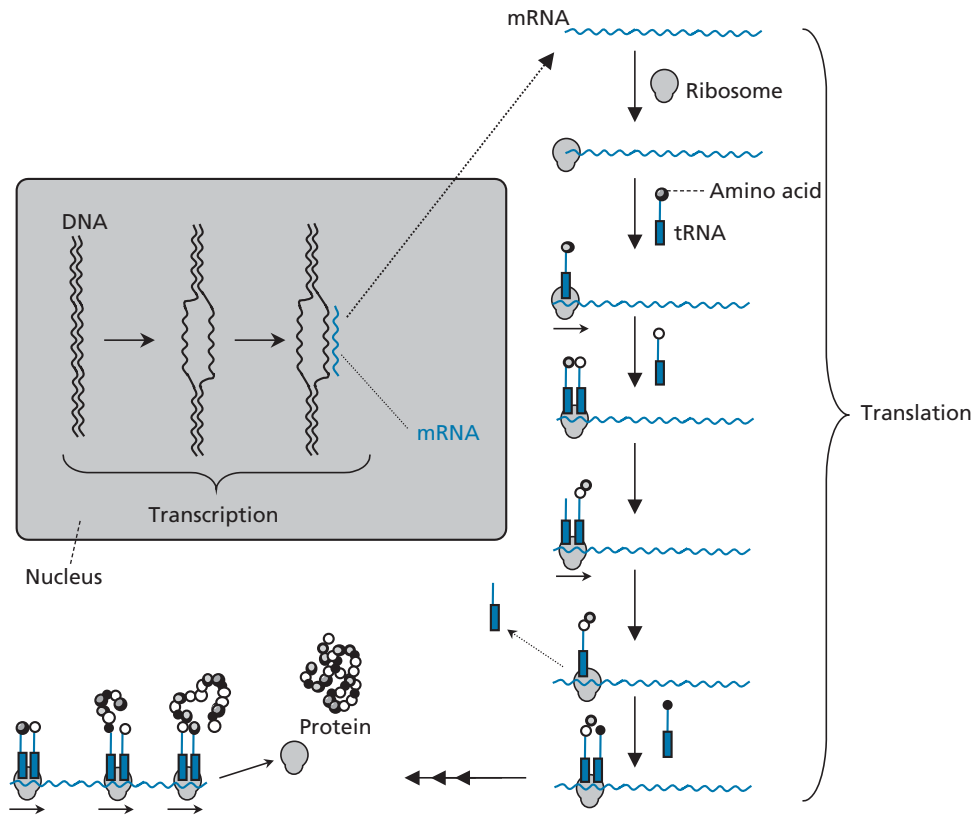 mRNA
Ribosome
Amino acid
tRNA
DNA
mRNA
Translation
Transcription
Nucleus
Protein